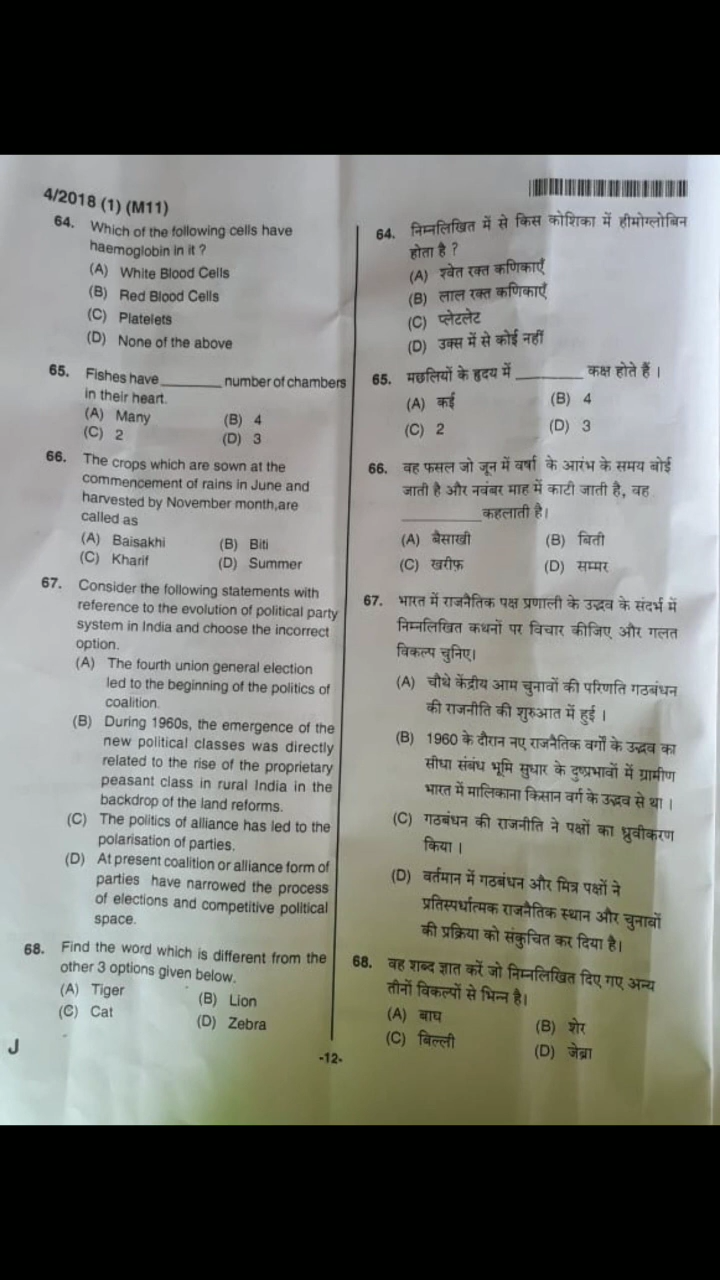 4/2018 (1) (M11)
64. Which of the following cells have
haemoglobin in it ?
(A) White Blood Cells
(B) Red Blood Cells
(C) Platelets
(D) None of the above
65. Fishes have ________ number of chambers
in their heart.
(A) Many (B) 4
(C) 2 (D) 3
66. The crops which are sown at the
commencement of rains in June and
harvested by November month,are
called as
(A) Baisakhi (B) Biti
(C) Kharif (D) Summer
67. Consider the following statements with
reference to the evolution of political party
system in India and choose the incorrect
option.
(A) The fourth union general election
led to the beginning of the politics of
coalition.
(B) During 1960s, the emergence of the
new political classes was directly
related to the rise of the proprietary
peasant class in rural India in the
backdrop of the land reforms.
(C) The politics of alliance has led to the
polarisation of parties.
(D) At present coalition or alliance form of
parties have narrowed the process
of elections and competitive political
space.
68. Find the word which is different from the
other 3 options given below.
(A) Tiger (B) Lion
(C) Cat (D) Zebra
64. निम्नलिखित में से किस कोशिका में हीमोग्लोबिन
होता है ?
(A) श्वेत रक्त कणिकाएँ
(B) लाल रक्त कणिकाएँ
(C) प्लेटलेट
(D) उक्स में से कोई नहीं
65. मछलियों के हृदय में ________ कक्ष होते हैं ।
(A) कई (B) 4
(C) 2 (D) 3
66. वह फसल जो जून में वर्षा के आरंभ के समय बोई
जाती है और नवंबर माह में काटी जाती है, वह
________ कहलाती है।
(A) बैसाखी (B) बिती
(C) खरीफ़ (D) सम्मर
67. भारत में राजनैतिक पक्ष प्रणाली के उद्भव के संदर्भ में
निम्नलिखित कथनों पर विचार कीजिए और गलत
विकल्प चुनिए।
(A) चौथे केंद्रीय आम चुनावों की परिणति गठबंधन
की राजनीति की शुरुआत में हुई ।
(B) 1960 के दौरान नए राजनैतिक वर्गों के उद्भव का
सीधा संबंध भूमि सुधार के दुष्प्रभावों में ग्रामीण
भारत में मालिकाना किसान वर्ग के उद्भव से था ।
(C) गठबंधन की राजनीति ने पक्षों का ध्रुवीकरण
किया ।
(D) वर्तमान में गठबंधन और मित्र पक्षों ने
प्रतिस्पर्धात्मक राजनैतिक स्थान और चुनावों
की प्रक्रिया को संकुचित कर दिया है।
68. वह शब्द ज्ञात करें जो निम्नलिखित दिए गए अन्य
तीनों विकल्पों से भिन्न है।
(A) बाघ (B) शेर
(C) बिल्ली (D) जेब्रा
J
-12-